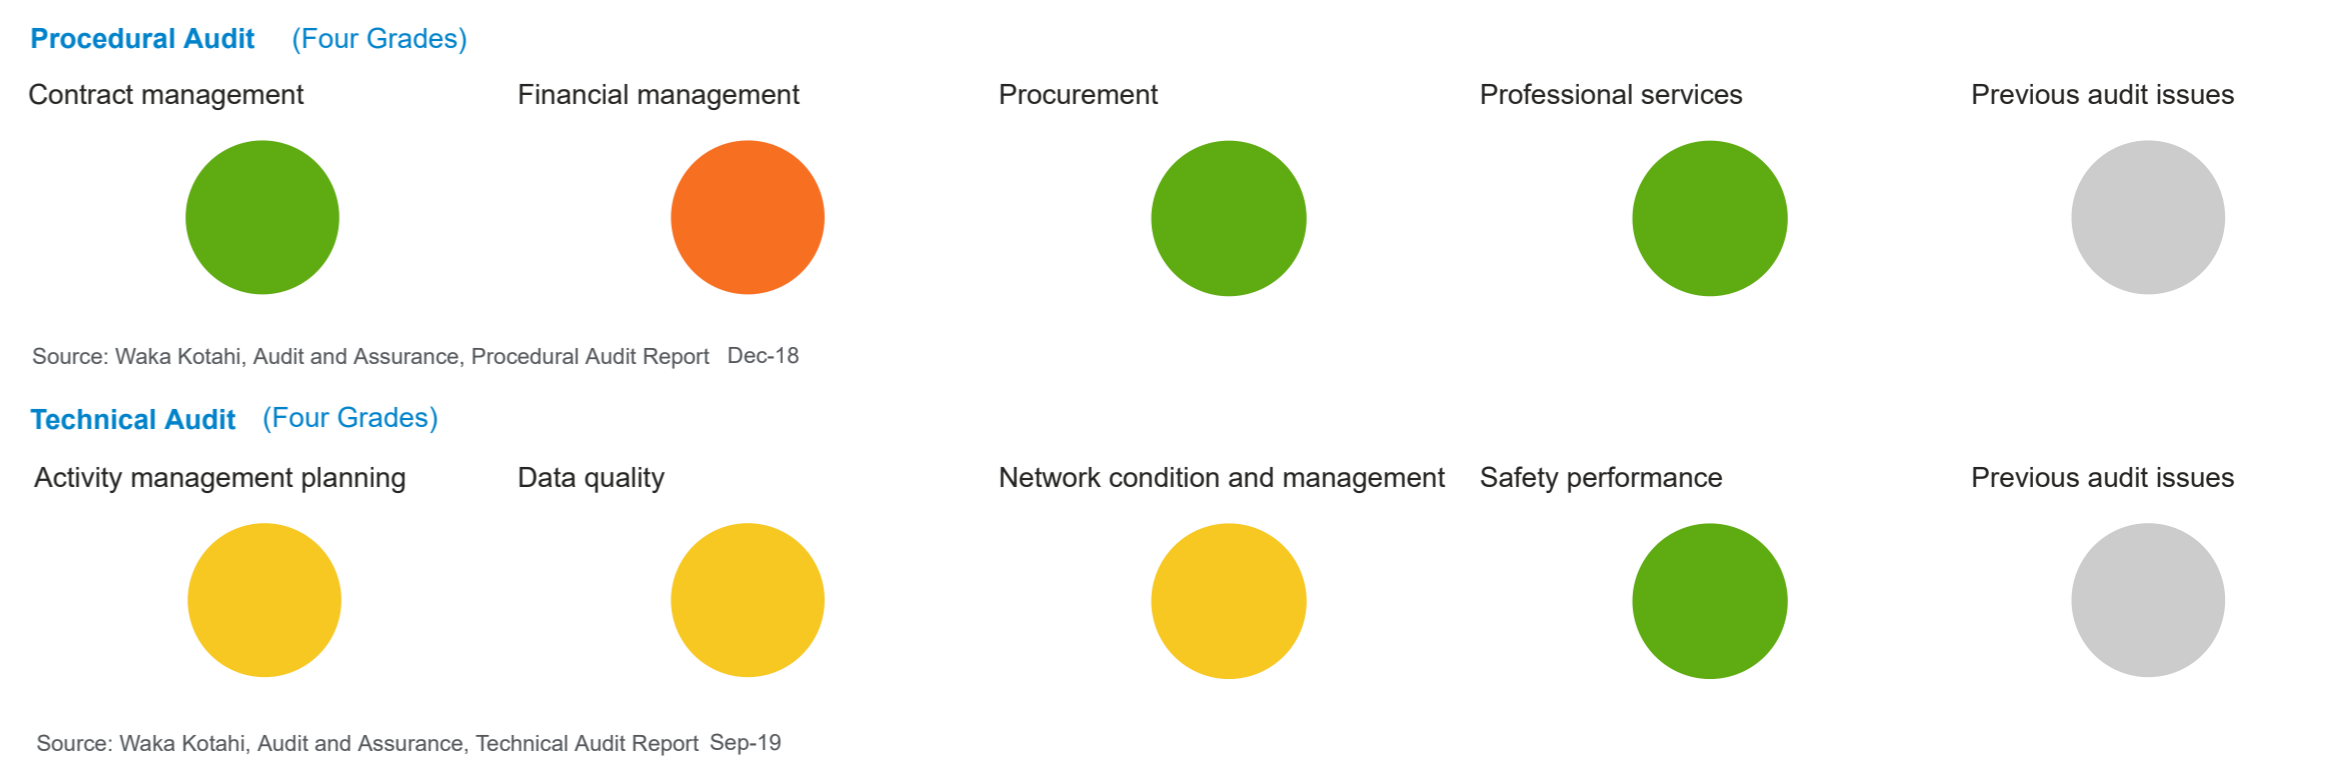 Procedural Audit (Four Grades)
Contract management Financial management Procurement Professional services Previous audit issues
Source: Waka Kotahi, Audit and Assurance, Procedural Audit Report Dec-18
Technical Audit (Four Grades)
Activity management planning Data quality Network condition and management Safety performance Previous audit issues
Source: Waka Kotahi, Audit and Assurance, Technical Audit Report Sep-19